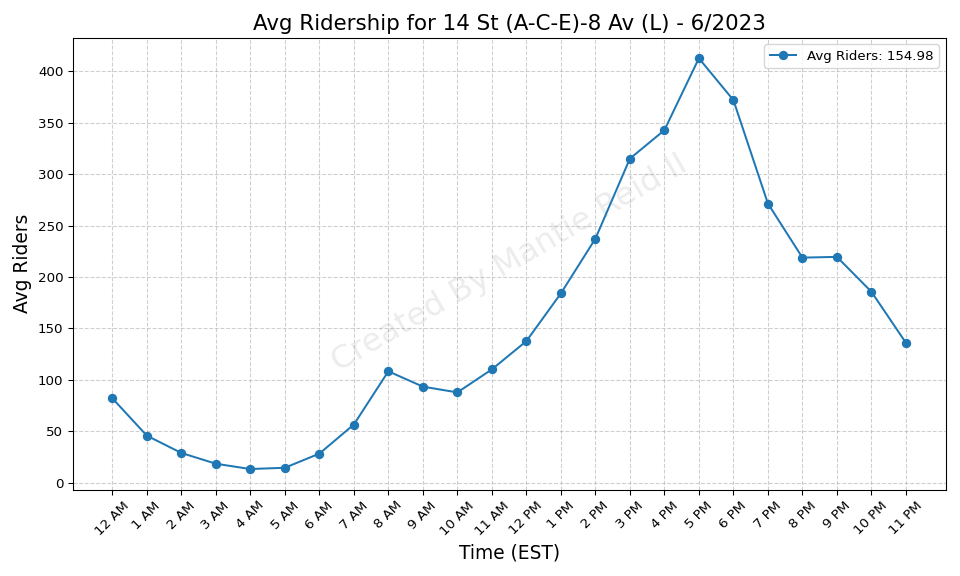 Avg Ridership for 14 St (A-C-E)-8 Av (L) - 6/2023
Avg Riders: 154.98
400
350
300
250
200
150
100
50
0
Avg Riders
Created By Mantle Reid II
12 AM
1 AM
2 AM
3 AM
4 AM
5 AM
6 AM
7 AM
8 AM
9 AM
10 AM
11 AM
12 PM
1 PM
2 PM
3 PM
4 PM
5 PM
6 PM
7 PM
8 PM
9 PM
10 PM
11 PM
Time (EST)